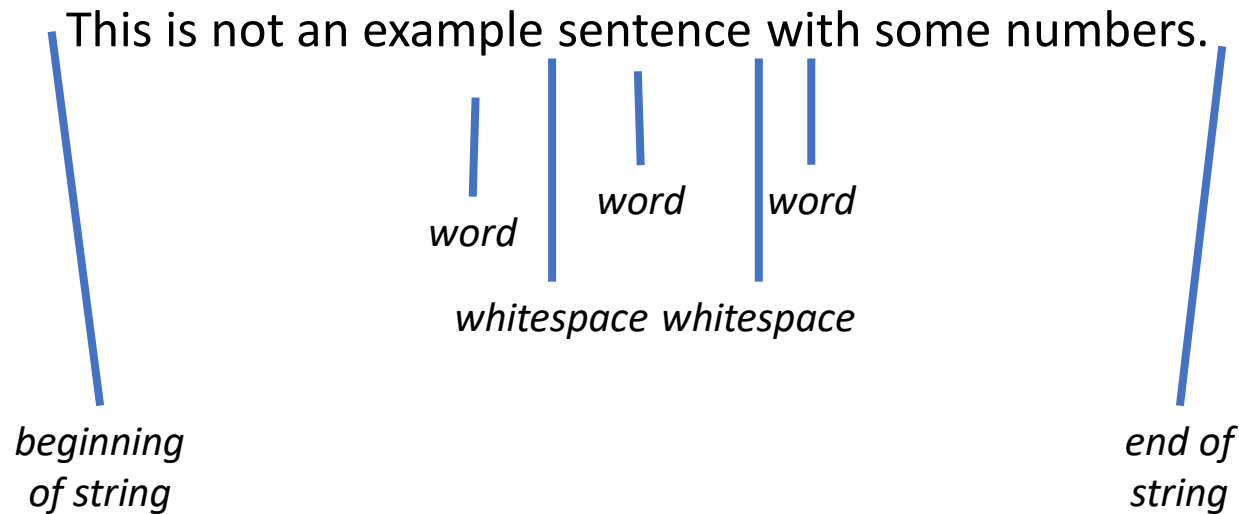 This is not an example sentence with some numbers.
word word
word
whitespace whitespace
beginning
of string
end of
string